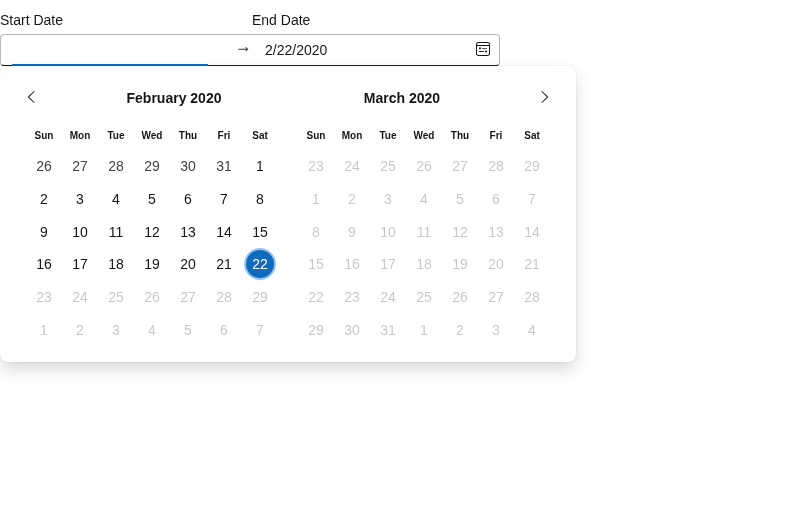 Start Date End Date
→ 2/22/2020
February 2020 March 2020
Sun Mon Tue Wed Thu Fri Sat Sun Mon Tue Wed Thu Fri Sat
26 27 28 29 30 31 1 23 24 25 26 27 28 29
2 3 4 5 6 7 8 1 2 3 4 5 6 7
9 10 11 12 13 14 15 8 9 10 11 12 13 14
16 17 18 19 20 21 22 15 16 17 18 19 20 21
23 24 25 26 27 28 29 22 23 24 25 26 27 28
1 2 3 4 5 6 7 29 30 31 1 2 3 4